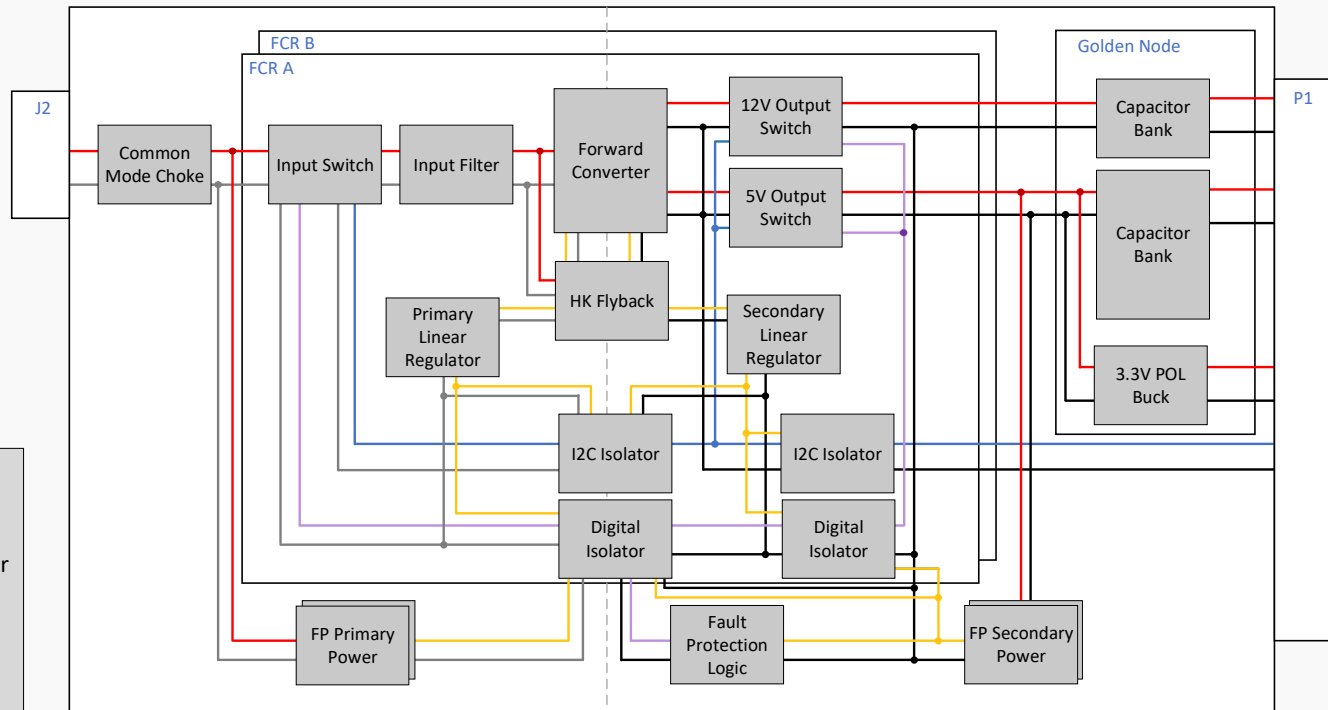 FCR B
Golden Node
FCR A
J2
P1
12V Output
Switch
Capacitor
Bank
Common
Mode Choke
Input Switch
Input Filter
Forward
Converter
5V Output
Switch
Capacitor
Bank
HK Flyback
Primary
Linear
Regulator
Secondary
Linear
Regulator
3.3V POL
Buck
I2C Isolator
I2C Isolator
Digital
Isolator
Digital
Isolator
r
FP Primary
Power
Fault
Protection
Logic
FP Secondary
Power